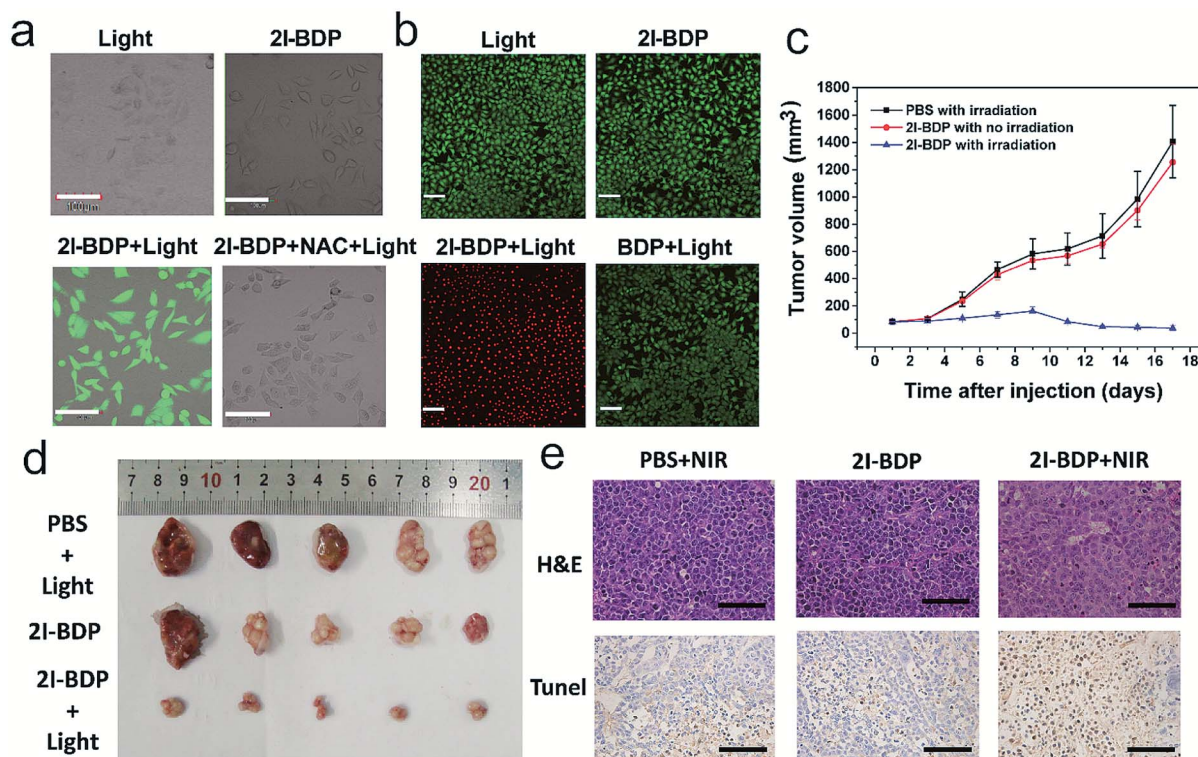 a
Light
2I-BDP
100μm
2I-BDP+Light
2I-BDP+NAC+Light
b
Light
2I-BDP
2I-BDP+Light
BDP+Light
c
Tumor volume (mm³)
1800
1600
1400
1200
1000
800
600
400
200
0
PBS with irradiation
2I-BDP with no irradiation
2I-BDP with irradiation
0 2 4 6 8 10 12 14 16 18
Time after injection (days)
d
7 8 9 10 1 2 3 4 5 6 7 8 9 20 1
PBS
+
Light
2I-BDP
2I-BDP
+
Light
e
PBS+NIR
2I-BDP
2I-BDP+NIR
H&E
Tunel